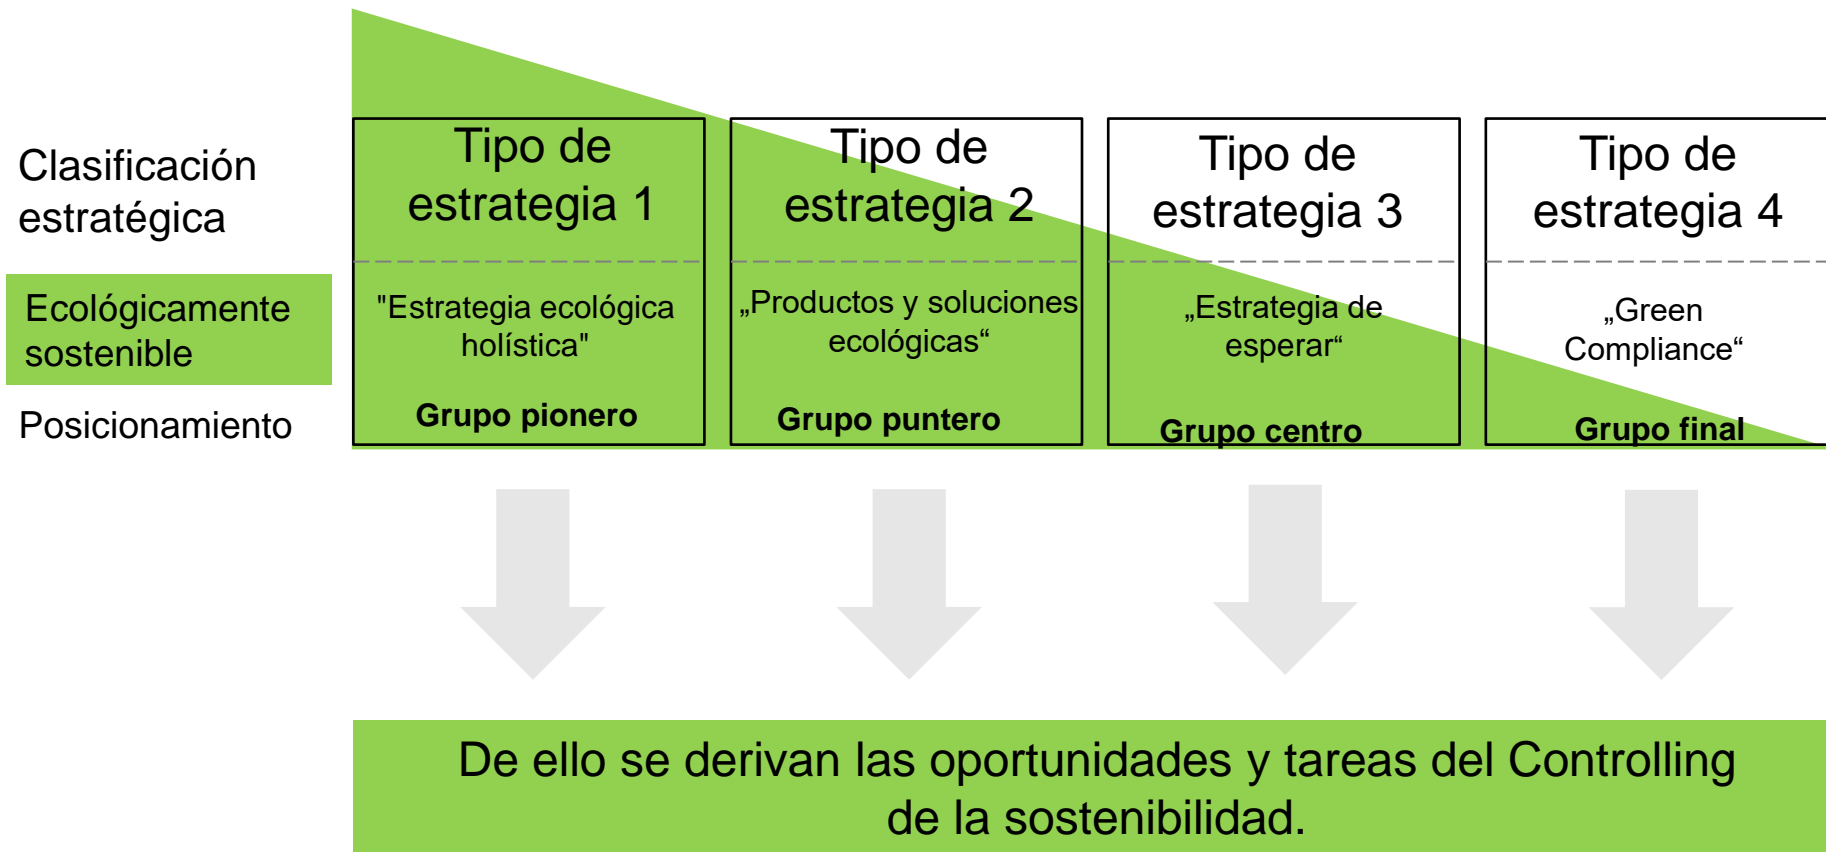 Clasificación
estratégica
Tipo de
estrategia 1
Tipo de
estrategia 2
Tipo de
estrategia 3
Tipo de
estrategia 4
Ecológicamente
sostenible
"Estrategia ecológica
holística"
„Productos y soluciones
ecológicas“
„Estrategia de
esperar“
„Green
Compliance“
Posicionamiento
Grupo pionero
Grupo puntero
Grupo centro
Grupo final
De ello se derivan las oportunidades y tareas del Controlling
de la sostenibilidad.